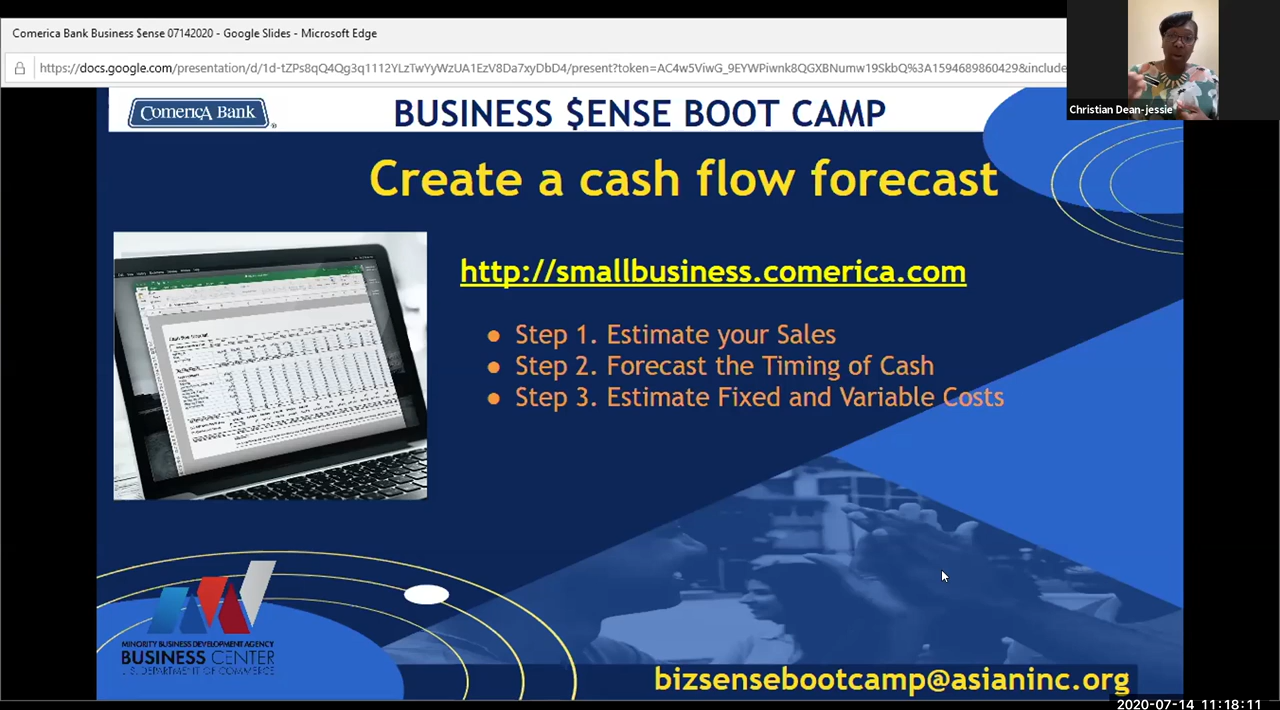 Comerica Bank Business $ense 07142020 - Google Slides - Microsoft Edge
https://docs.google.com/presentation/d/1d-tZPs8qQ4Qg3q1112YLzTwYyWzUA1EzV8Da7xyDbD4/present?token=AC4w5ViwG_9EYWPiwnk8QGXBNumw19SkbQ%3A1594689860429&include
Christian Dean-jessie
ComericA Bank
BUSINESS $ENSE BOOT CAMP
Create a cash flow forecast
http://smallbusiness.comerica.com
● Step 1. Estimate your Sales
● Step 2. Forecast the Timing of Cash
● Step 3. Estimate Fixed and Variable Costs
MINORITY BUSINESS DEVELOPMENT AGENCY
BUSINESS CENTER
U.S. DEPARTMENT OF COMMERCE
bizsensebootcamp@asianinc.org
2020-07-14 11:18:11